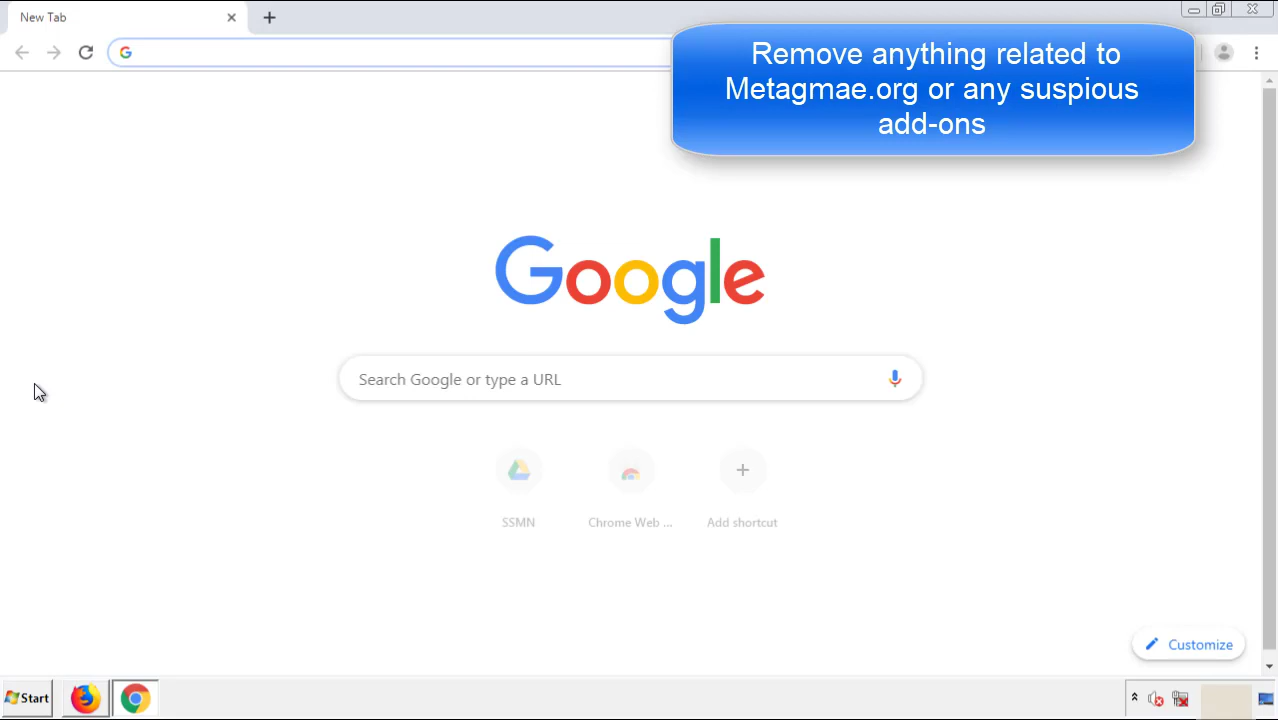 New Tab
Remove anything related to
Metagmae.org or any suspious
add-ons
Google
Search Google or type a URL
SSMN
Chrome Web ...
Add shortcut
Customize
Start